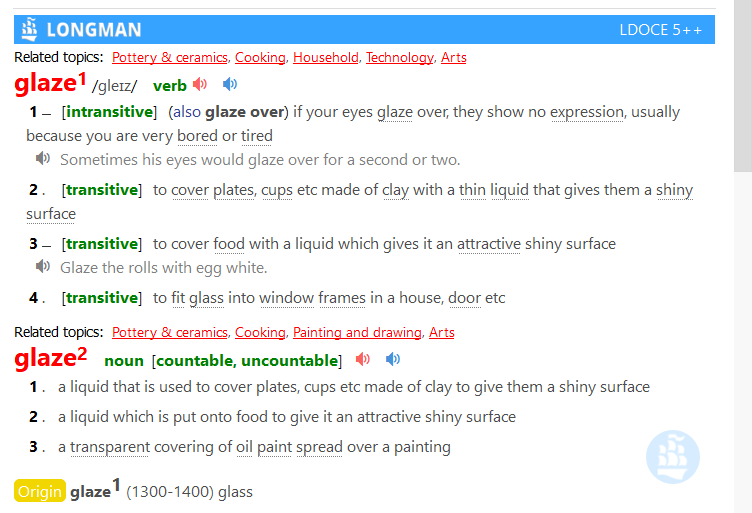 LONGMAN LDOCE 5++
Related topics: Pottery & ceramics, Cooking, Household, Technology, Arts
glaze1 /ɡleɪz/ verb
1 – [intransitive] (also glaze over) if your eyes glaze over, they show no expression, usually
because you are very bored or tired
Sometimes his eyes would glaze over for a second or two.
2 . [transitive] to cover plates, cups etc made of clay with a thin liquid that gives them a shiny
surface
3 – [transitive] to cover food with a liquid which gives it an attractive shiny surface
Glaze the rolls with egg white.
4 . [transitive] to fit glass into window frames in a house, door etc
Related topics: Pottery & ceramics, Cooking, Painting and drawing, Arts
glaze2 noun [countable, uncountable]
1 . a liquid that is used to cover plates, cups etc made of clay to give them a shiny surface
2 . a liquid which is put onto food to give it an attractive shiny surface
3 . a transparent covering of oil paint spread over a painting
Origin glaze1 (1300-1400) glass